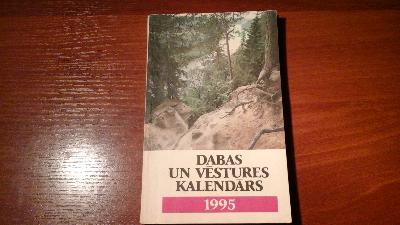 DABAS
UN VĒSTURES
KALENDĀRS
1995